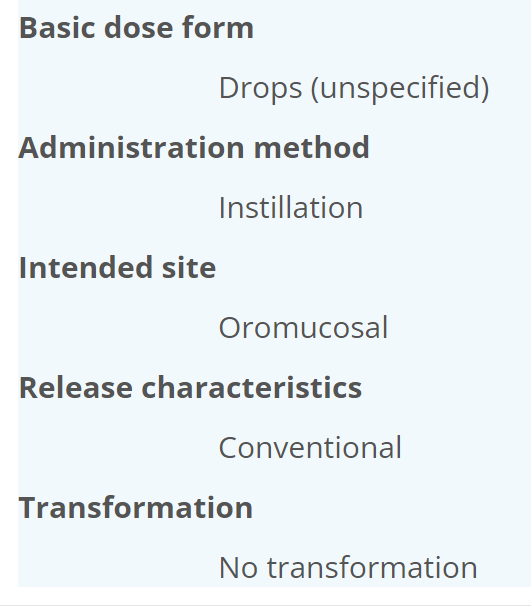 Basic dose form
Drops (unspecified)
Administration method
Instillation
Intended site
Oromucosal
Release characteristics
Conventional
Transformation
No transformation